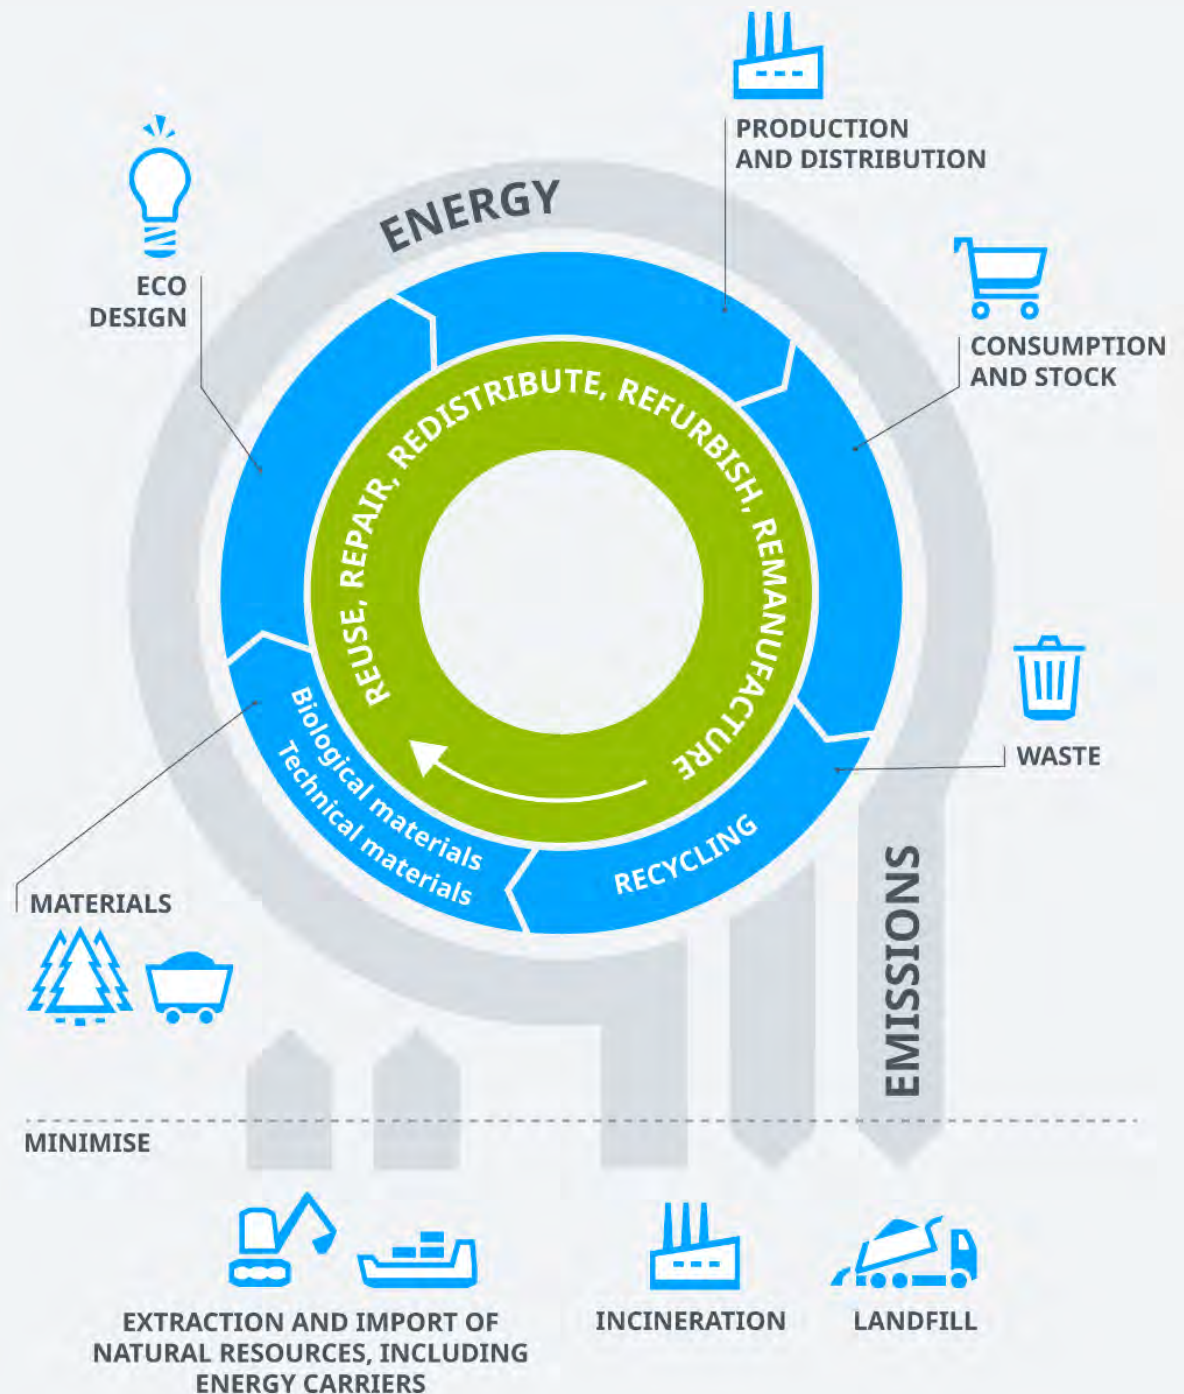 PRODUCTION
AND DISTRIBUTION
ENERGY
ECO
DESIGN
CONSUMPTION
AND STOCK
REUSE, REPAIR, REDISTRIBUTE, REFURBISH, REMANUFACTURE
WASTE
Biological materials
Technical materials
RECYCLING
MATERIALS
EMISSIONS
MINIMISE
EXTRACTION AND IMPORT OF
NATURAL RESOURCES, INCLUDING
ENERGY CARRIERS
INCINERATION
LANDFILL